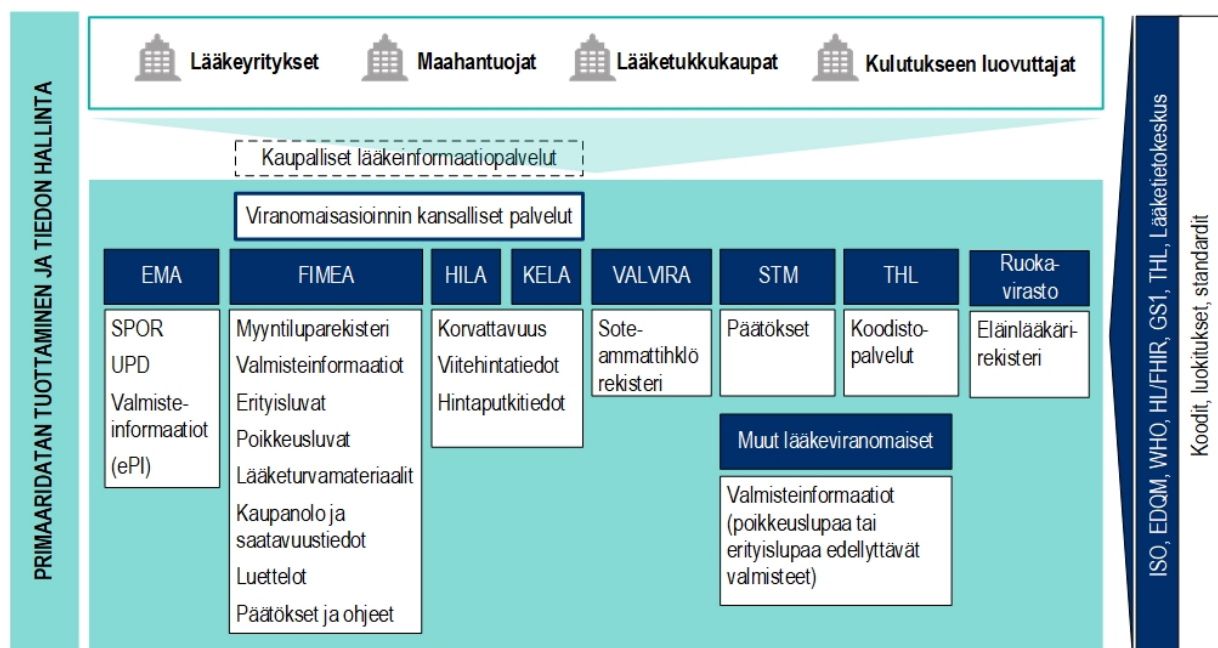 PRIMAARIDATAN TUOTTAMINEN JA TIEDON HALLINTA
Lääkeyritykset
Maahantuojat
Lääketukkukaupat
Kulutukseen luovuttajat
Kaupalliset lääkeinformaatiopalvelut
Viranomaisasioinnin kansalliset palvelut
EMA
SPOR
UPD
Valmiste-
informaatiot
(ePI)
FIMEA
Myyntiluparekisteri
Valmisteinformaatiot
Erityisluvat
Poikkeusluvat
Lääketurvamateriaalit
Kaupanolo ja
saatavuustiedot
Luettelot
Päätökset ja ohjeet
HILA
KELA
Korvattavuus
Viitehintatiedot
Hintaputkitiedot
VALVIRA
Sote-
ammattihklö
rekisteri
STM
Päätökset
THL
Koodisto-
palvelut
Ruoka-
virasto
Eläinlääkäri-
rekisteri
Muut lääkeviranomaiset
Valmisteinformaatiot
(poikkeuslupaa tai
erityislupaa edellyttävät
valmisteet)
ISO, EDQM, WHO, HL/FHIR, GS1, THL, Lääketietokeskus
Koodit, luokitukset, standardit